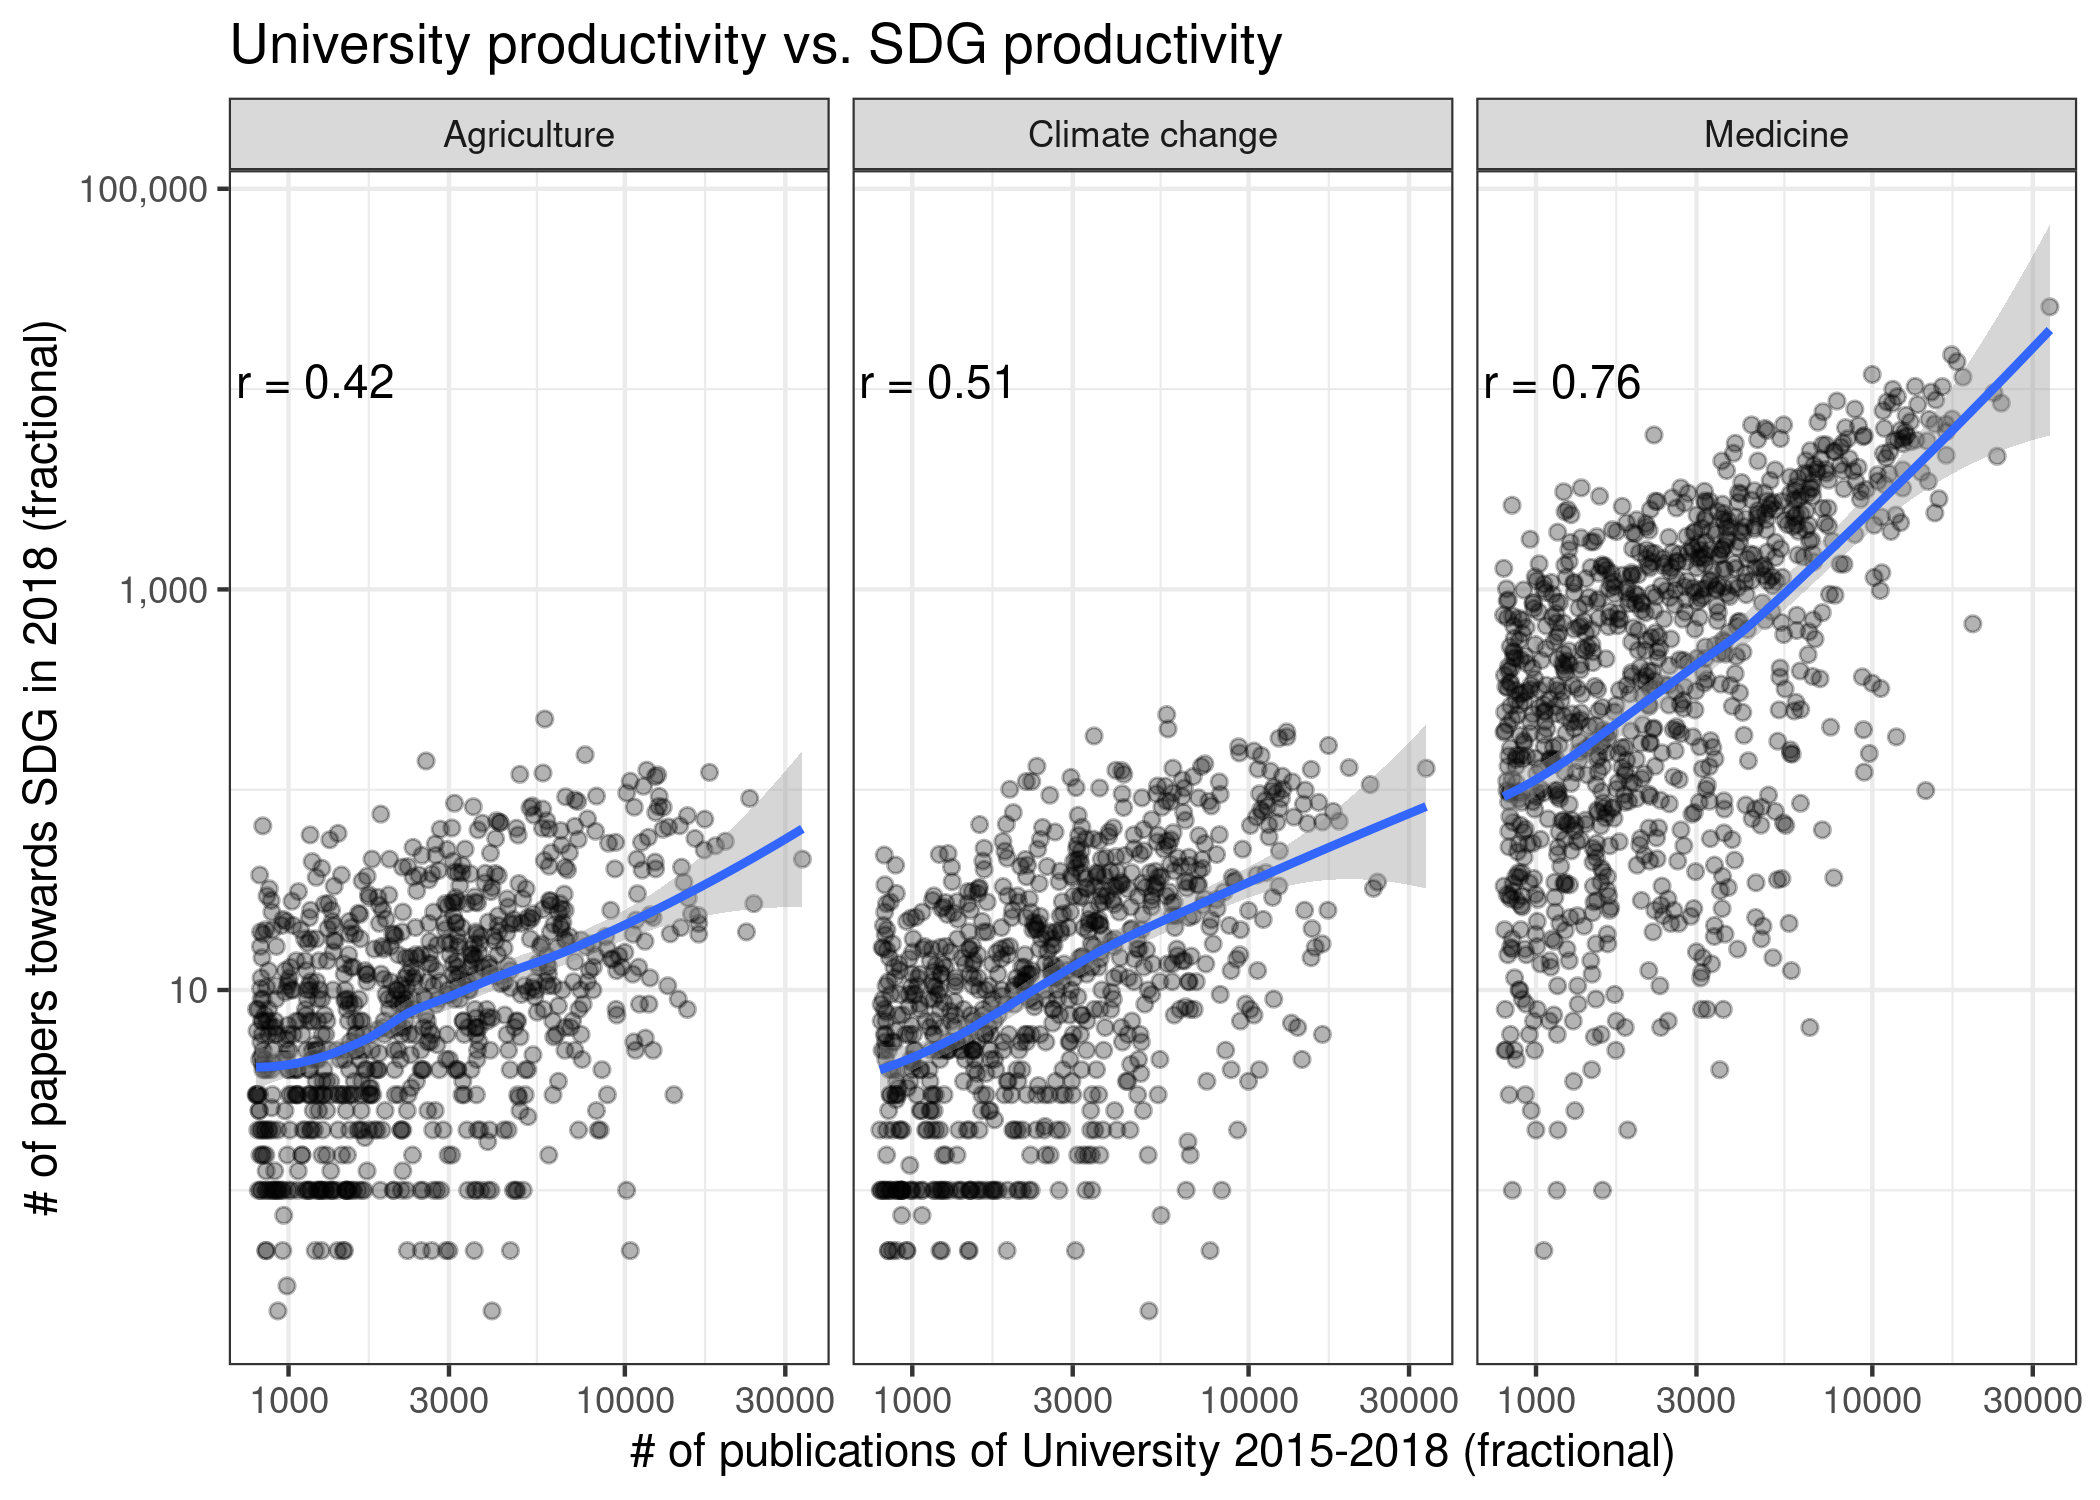 University productivity vs. SDG productivity
Agriculture
Climate change
Medicine
# of papers towards SDG in 2018 (fractional)
100,000
1,000
10
r = 0.42
r = 0.51
r = 0.76
1000 3000 10000 30000
1000 3000 10000 30000
1000 3000 10000 30000
# of publications of University 2015-2018 (fractional)